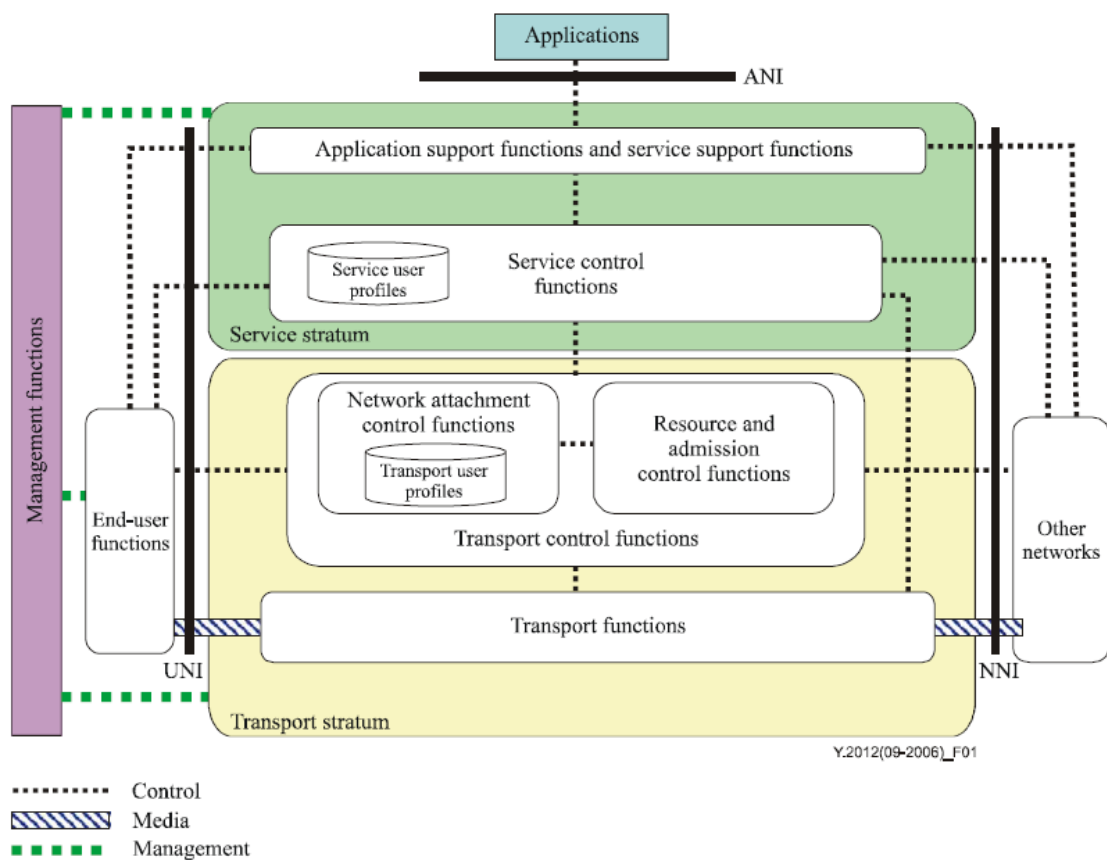 Applications
ANI
Application support functions and service support functions
Service user
profiles
Service control
functions
Service stratum
Management functions
Network attachment
control functions
Transport user
profiles
Resource and
admission
control functions
Transport control functions
End-user
functions
Other
networks
Transport functions
UNI
NNI
Transport stratum
Y.2012(09-2006)_F01
Control
Media
Management